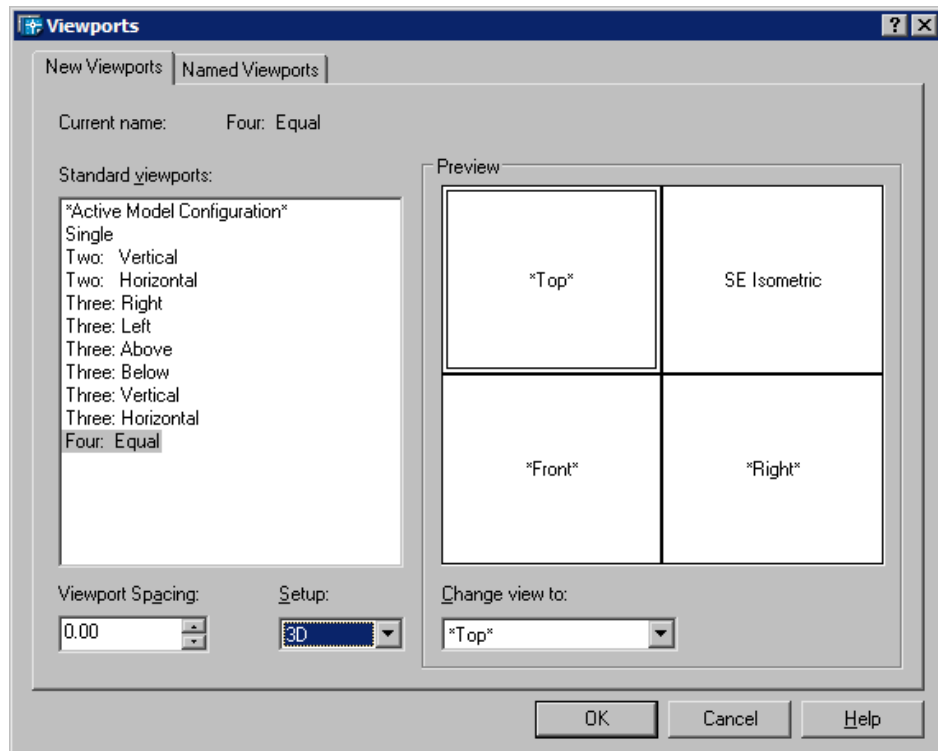 Viewports
New Viewports
Named Viewports
Current name: Four: Equal
Standard viewports:
*Active Model Configuration*
Single
Two: Vertical
Two: Horizontal
Three: Right
Three: Left
Three: Above
Three: Below
Three: Vertical
Three: Horizontal
Four: Equal
Viewport Spacing:
0.00
Setup:
3D
Preview
*Top*
SE Isometric
*Front*
*Right*
Change view to:
*Top*
OK
Cancel
Help